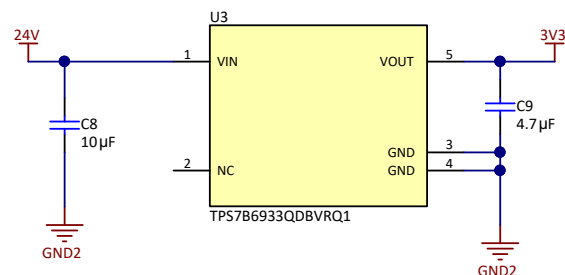 U3
24V
3V3
1
VIN
VOUT
5
C8
10µF
C9
4.7µF
GND
3
2
NC
GND
4
TPS7B6933QDBVRQ1
GND2
GND2